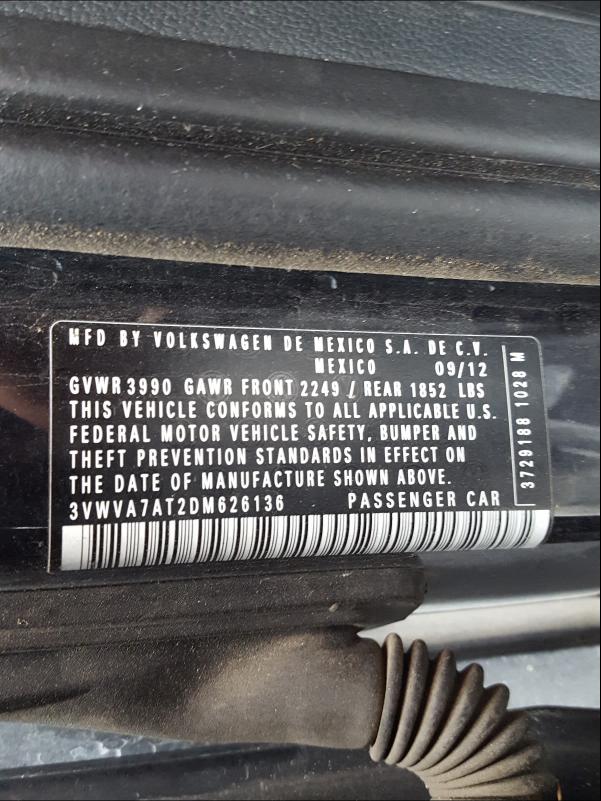 MFD BY VOLKSWAGEN DE MEXICO S.A. DE C.V.
MEXICO 09/12
GVWR 3990 GAWR FRONT 2249 / REAR 1852 LBS
THIS VEHICLE CONFORMS TO ALL APPLICABLE U.S.
FEDERAL MOTOR VEHICLE SAFETY, BUMPER AND
THEFT PREVENTION STANDARDS IN EFFECT ON
THE DATE OF MANUFACTURE SHOWN ABOVE.
3VWVA7AT2DM626136 PASSENGER CAR
3729188 1028 M